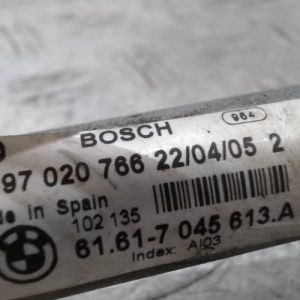 964
BOSCH
97 020 766 22/04/05 2
de in Spain
102 135
61.61-7 045 613.A
Index: AI03